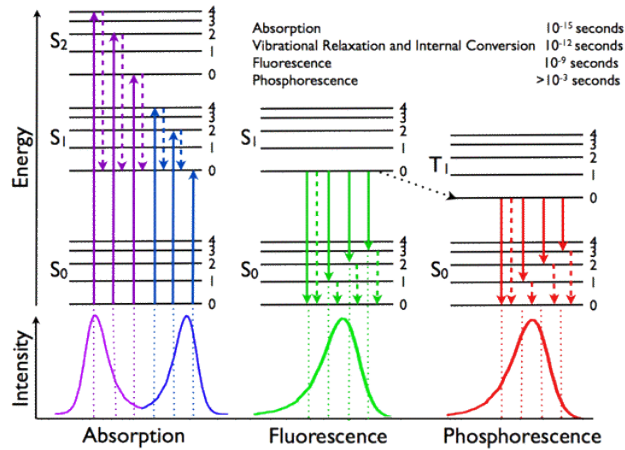 Absorption 10⁻¹⁵ seconds
Vibrational Relaxation and Internal Conversion 10⁻¹² seconds
Fluorescence 10⁻⁹ seconds
Phosphorescence >10⁻³ seconds
Energy
S₂
4
3
2
1
0
S₁
4
3
2
1
0
S₀
4
3
2
1
0
S₁
4
3
2
1
0
S₀
4
3
2
1
0
T₁
4
3
2
1
0
S₀
4
3
2
1
0
Intensity
Absorption
Fluorescence
Phosphorescence